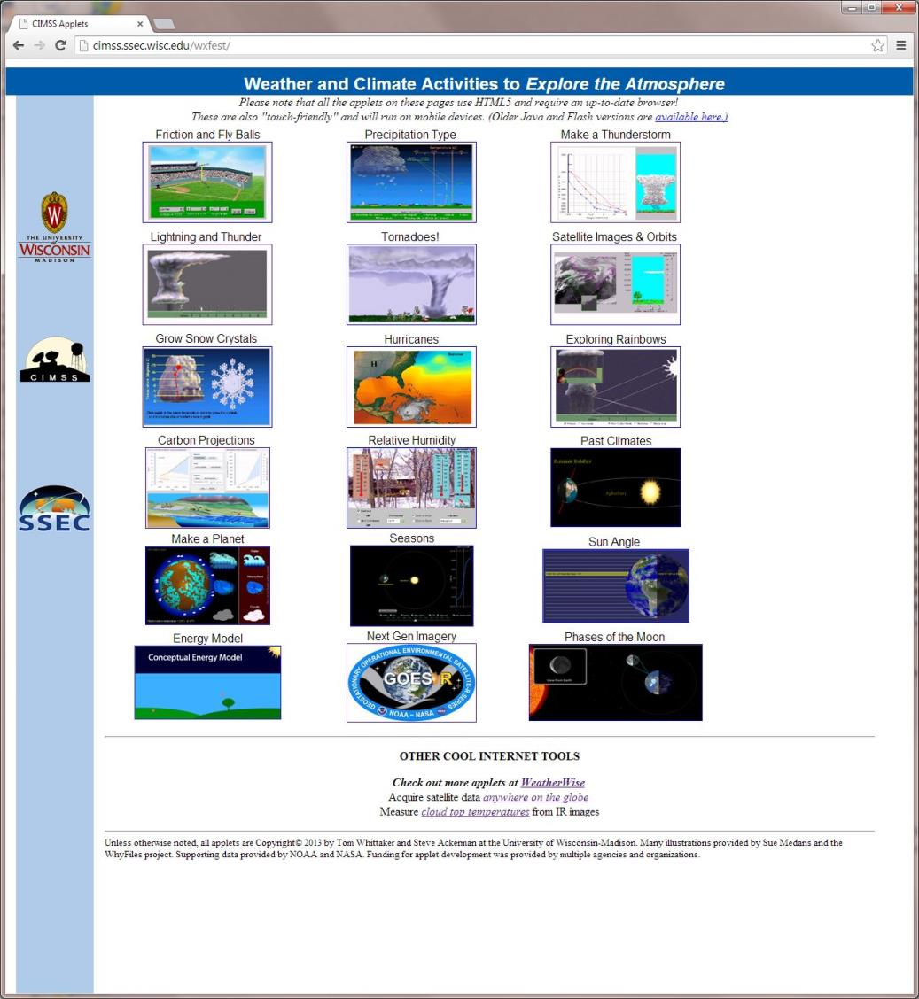 CIMSS Applets
cimss.ssec.wisc.edu/wxfest/
Weather and Climate Activities to Explore the Atmosphere
Please note that all the applets on these pages use HTML5 and require an up-to-date browser!
These are also "touch-friendly" and will run on mobile devices. (Older Java and Flash versions are available here.)
Friction and Fly Balls
Precipitation Type
Make a Thunderstorm
THE UNIVERSITY
of
WISCONSIN
MADISON
Lightning and Thunder
Tornadoes!
Satellite Images & Orbits
CIMSS
Grow Snow Crystals
Hurricanes
H
Exploring Rainbows
Carbon Projections
Relative Humidity
Past Climates
Summer Solstice
Aphelion
SSEC
Make a Planet
Seasons
Sun Angle
Energy Model
Conceptual Energy Model
Next Gen Imagery
GEOSTATIONARY OPERATIONAL ENVIRONMENTAL SATELLITE-R SERIES
GOES R
NOAA ~ NASA
Phases of the Moon
View from Earth
OTHER COOL INTERNET TOOLS
Check out more applets at WeatherWise
Acquire satellite data anywhere on the globe
Measure cloud top temperatures from IR images
Unless otherwise noted, all applets are Copyright© 2013 by Tom Whittaker and Steve Ackerman at the University of Wisconsin-Madison. Many illustrations provided by Sue Medaris and the
WhyFiles project. Supporting data provided by NOAA and NASA. Funding for applet development was provided by multiple agencies and organizations.